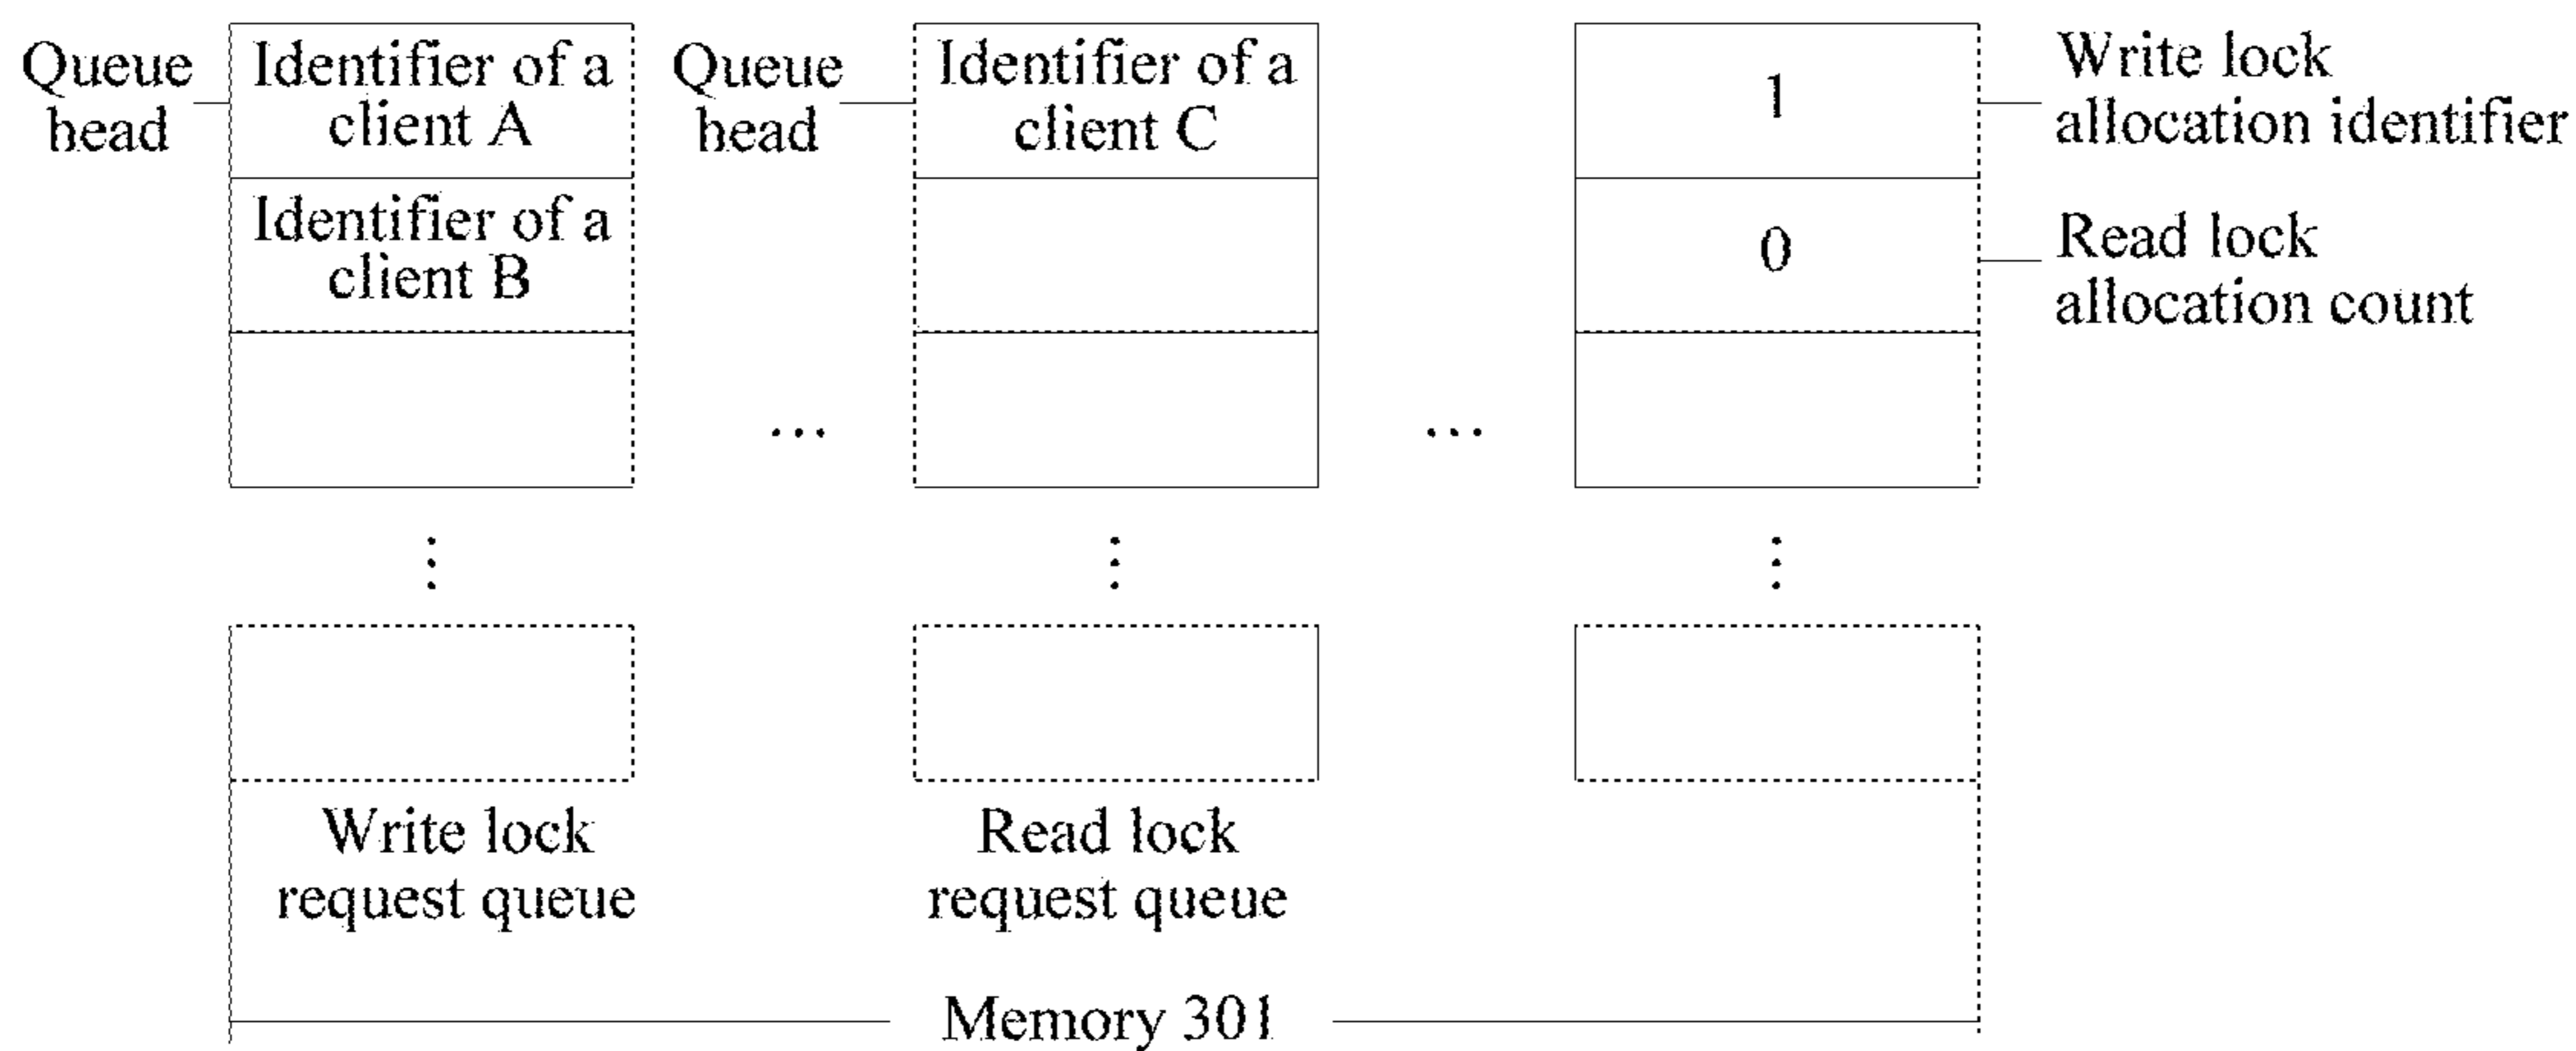 Queue
head
Identifier of a
client A
Queue
head
Identifier of a
client C
1
Write lock
allocation identifier
Identifier of a
client B
0
Read lock
allocation count
...
...
Write lock
request queue
Read lock
request queue
Memory 301